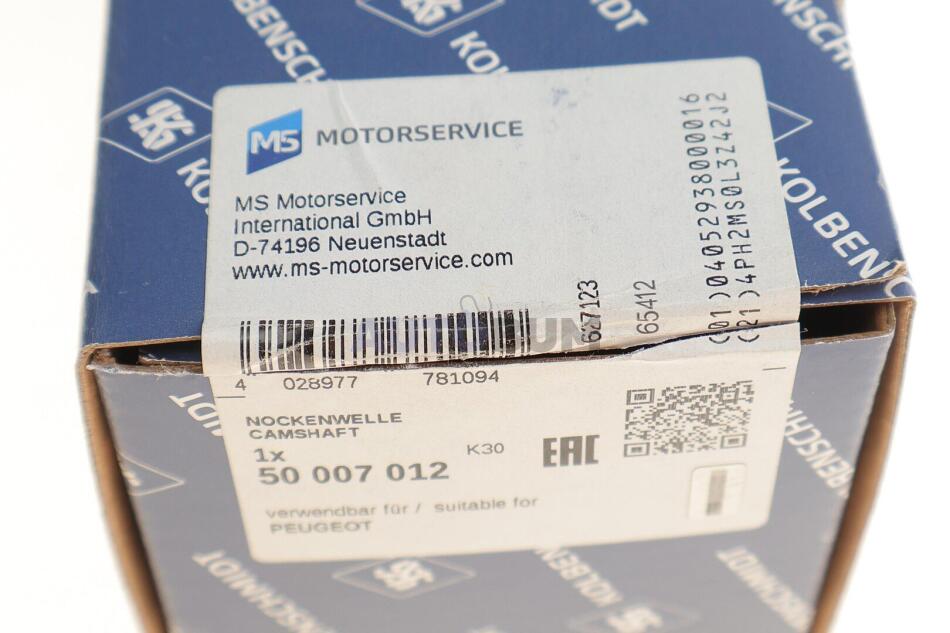 MS MOTORSERVICE
MS Motorservice
International GmbH
D-74196 Neuenstadt
www.ms-motorservice.com
65412
(01)04052938000016
(21)4PH2MS0L3Z42J2
4 028977 781094
NOCKENWELLE
CAMSHAFT
1x
K30
EAC
50 007 012
verwendbar für / suitable for
PEUGEOT
KOLBENSCHMIDT